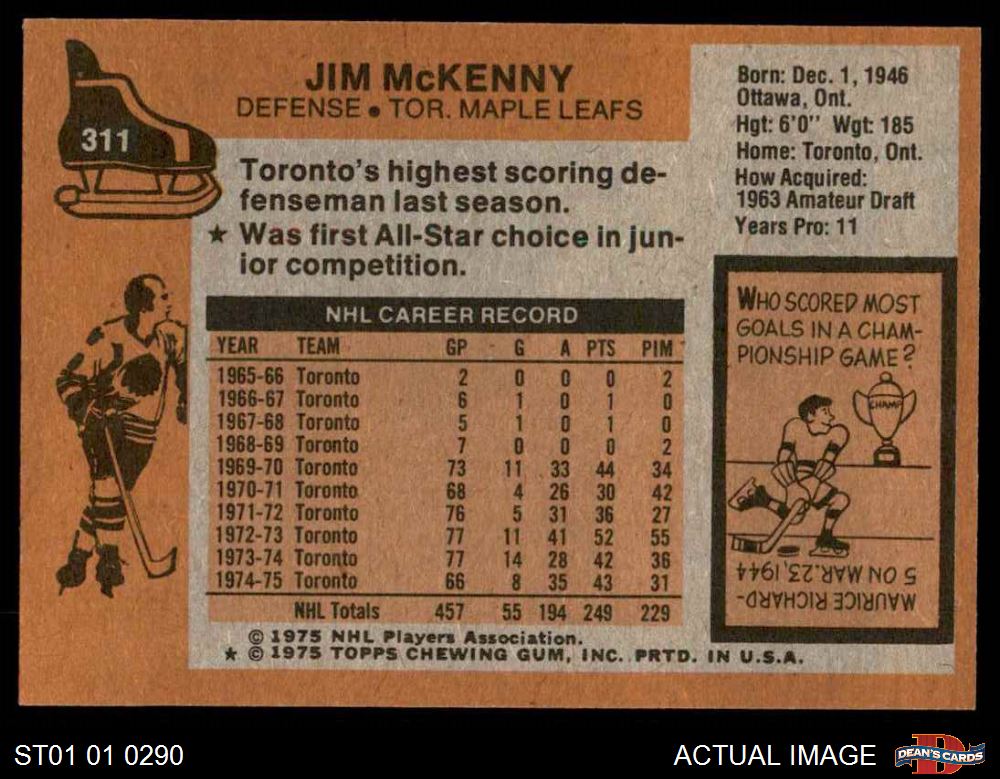 JIM McKENNY
DEFENSE • TOR. MAPLE LEAFS
311
Toronto's highest scoring de-
fenseman last season.
★ Was first All-Star choice in jun-
ior competition.
Born: Dec. 1, 1946
Ottawa, Ont.
Hgt: 6'0" Wgt: 185
Home: Toronto, Ont.
How Acquired:
1963 Amateur Draft
Years Pro: 11
NHL CAREER RECORD
YEAR TEAM GP G A PTS PIM
1965-66 Toronto 2 0 0 0 2
1966-67 Toronto 6 1 0 1 0
1967-68 Toronto 5 1 0 1 0
1968-69 Toronto 7 0 0 0 2
1969-70 Toronto 73 11 33 44 34
1970-71 Toronto 68 4 26 30 42
1971-72 Toronto 76 5 31 36 27
1972-73 Toronto 77 11 41 52 55
1973-74 Toronto 77 14 28 42 36
1974-75 Toronto 66 8 35 43 31
NHL Totals 457 55 194 249 229
© 1975 NHL Players Association.
★ © 1975 TOPPS CHEWING GUM, INC. PRTD. IN U.S.A.
WHO SCORED MOST
GOALS IN A CHAM-
PIONSHIP GAME?
CHAMP
MAURICE RICHARD-
5 ON MAR.23,1944
ST01 01 0290
ACTUAL IMAGE
D
DEAN'S CARDS